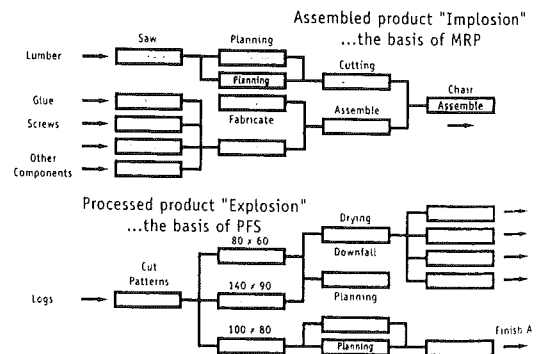 Assembled product "Implosion"
...the basis of MRP
Saw
Planning
Lumber
Planning
Cutting
Glue
Chair
Assemble
Screws
Fabricate
Assemble
Other
Components
Processed product "Explosion"
...the basis of PFS
80 x 60
Drying
Cut
Patterns
Downfall
140 x 90
Logs
Planning
100 x 80
Finish A
Planning